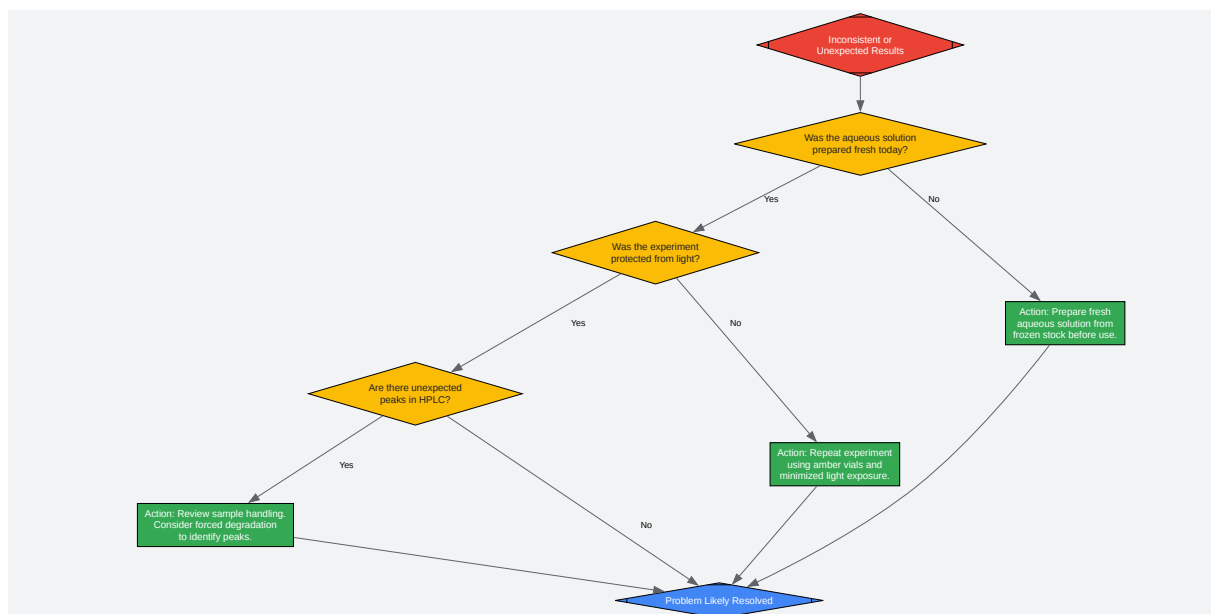 Inconsistent or
Unexpected Results
Was the aqueous solution
prepared fresh today?
Yes
No
Was the experiment
protected from light?
Action: Prepare fresh
aqueous solution from
frozen stock before use.
Yes
No
Are there unexpected
peaks in HPLC?
Action: Repeat experiment
using amber vials and
minimized light exposure.
Yes
Action: Review sample handling.
Consider forced degradation
to identify peaks.
No
Problem Likely Resolved